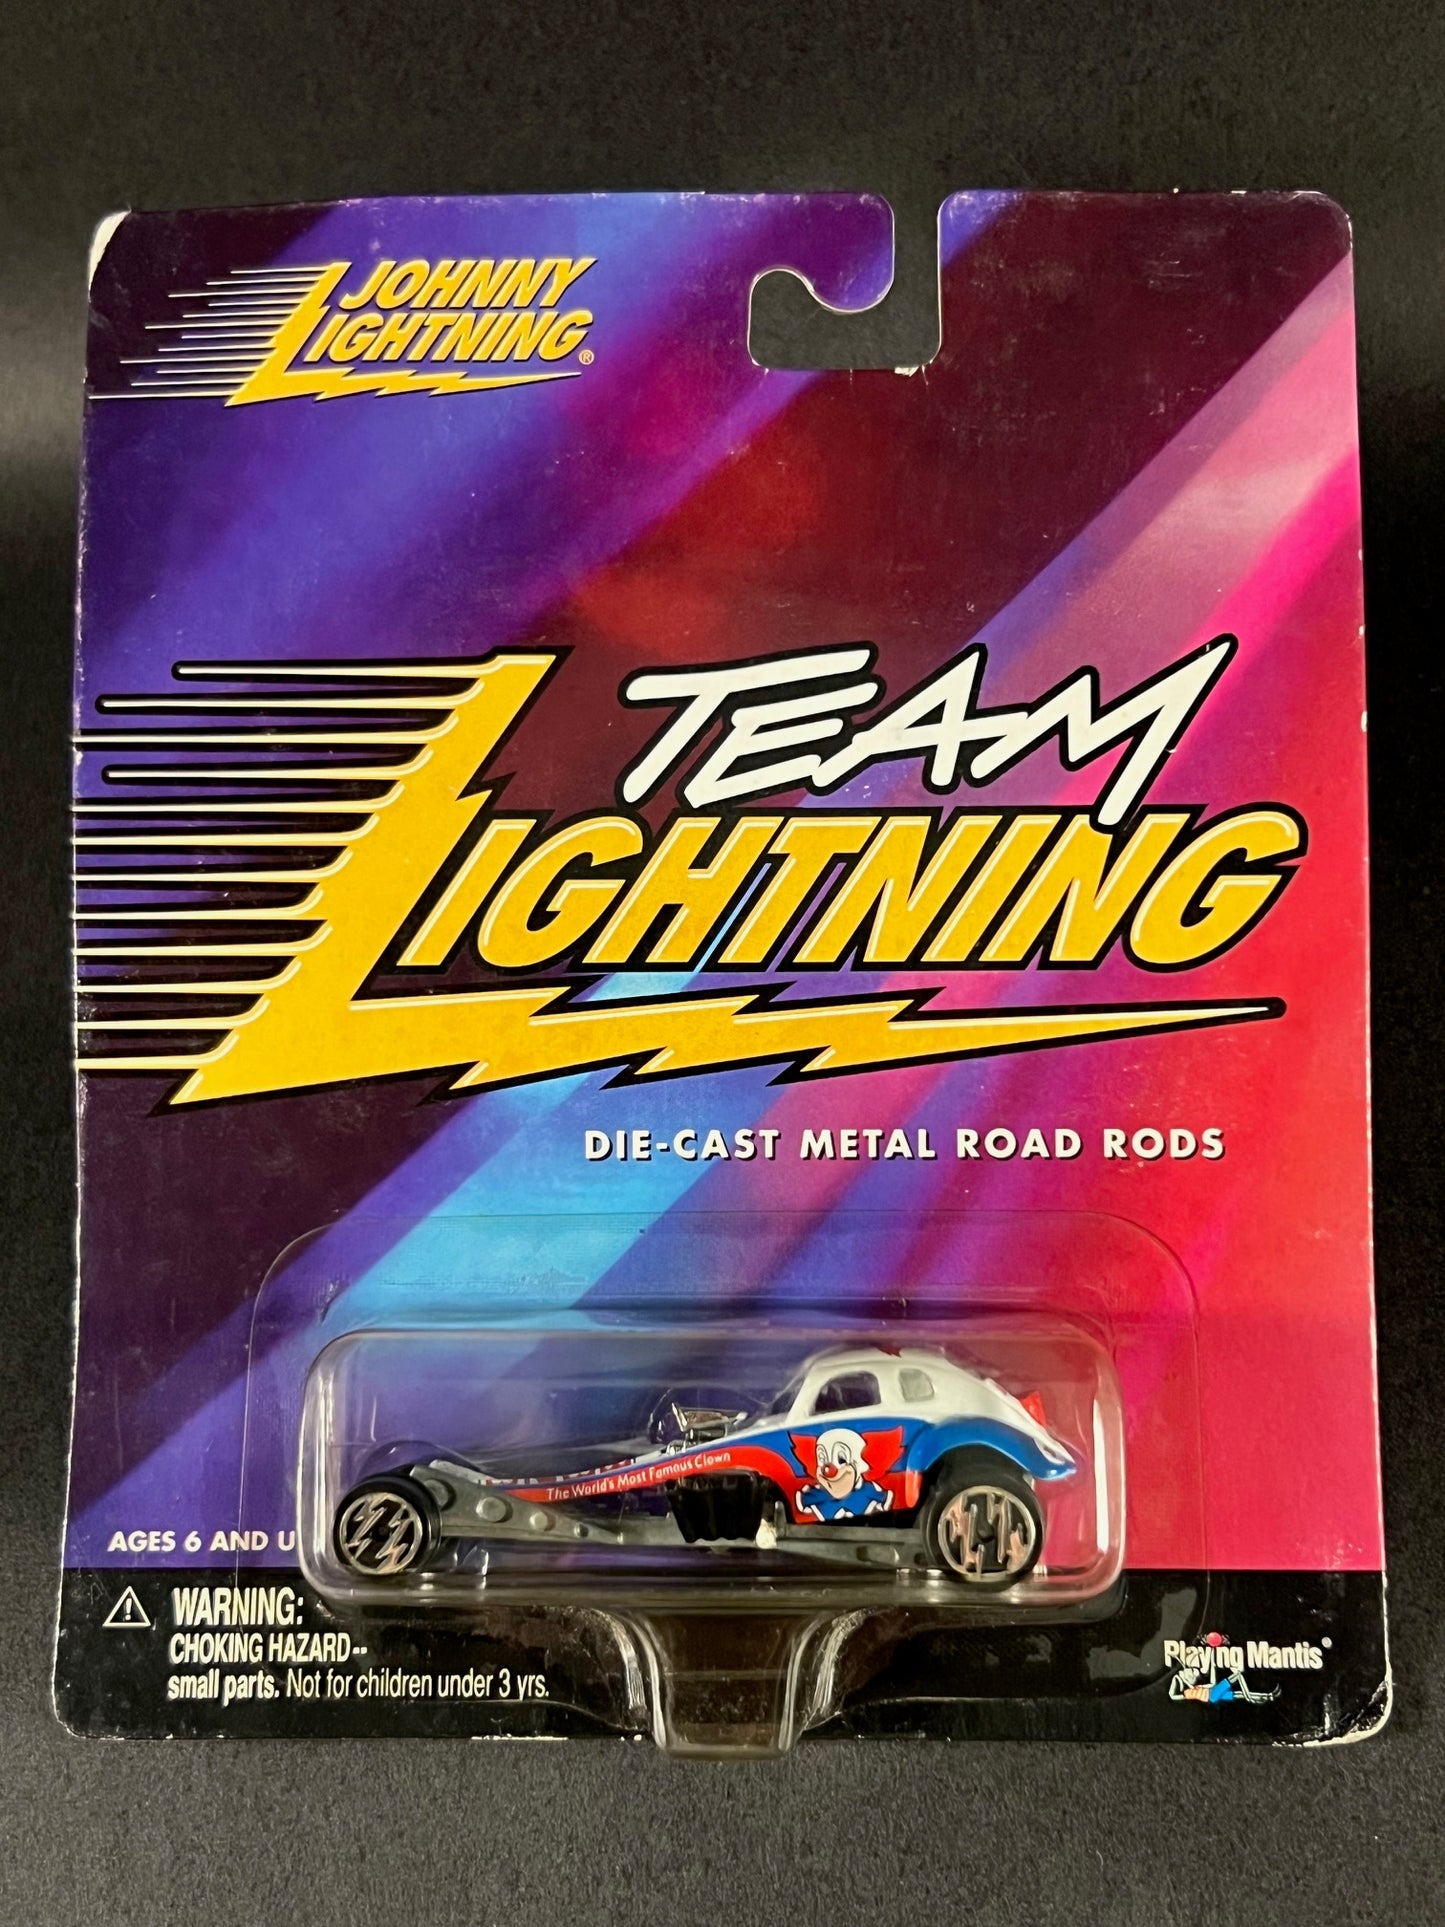 JOHNNY
LIGHTNING®
TEAM
LIGHTNING
DIE-CAST METAL ROAD RODS
The World's Most Famous Clown
AGES 6 AND U
WARNING:
CHOKING HAZARD--
small parts. Not for children under 3 yrs.
Playing Mantis®